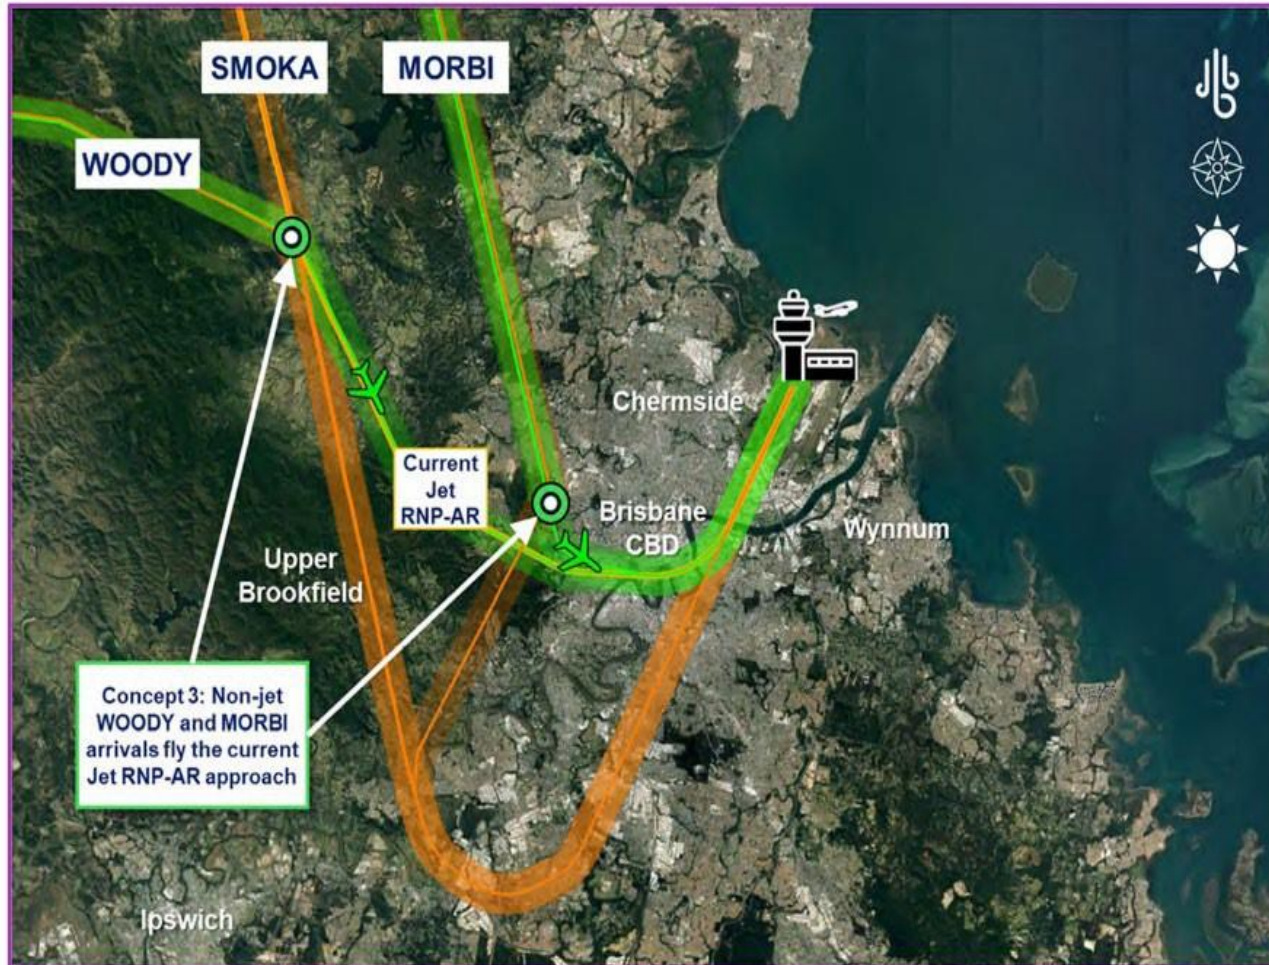 SMOKA
MORBI
WOODY
Chermside
Current
Jet
RNP-AR
Brisbane
CBD
Wynnum
Upper
Brookfield
Concept 3: Non-jet
WOODY and MORBI
arrivals fly the current
Jet RNP-AR approach
Ipswich